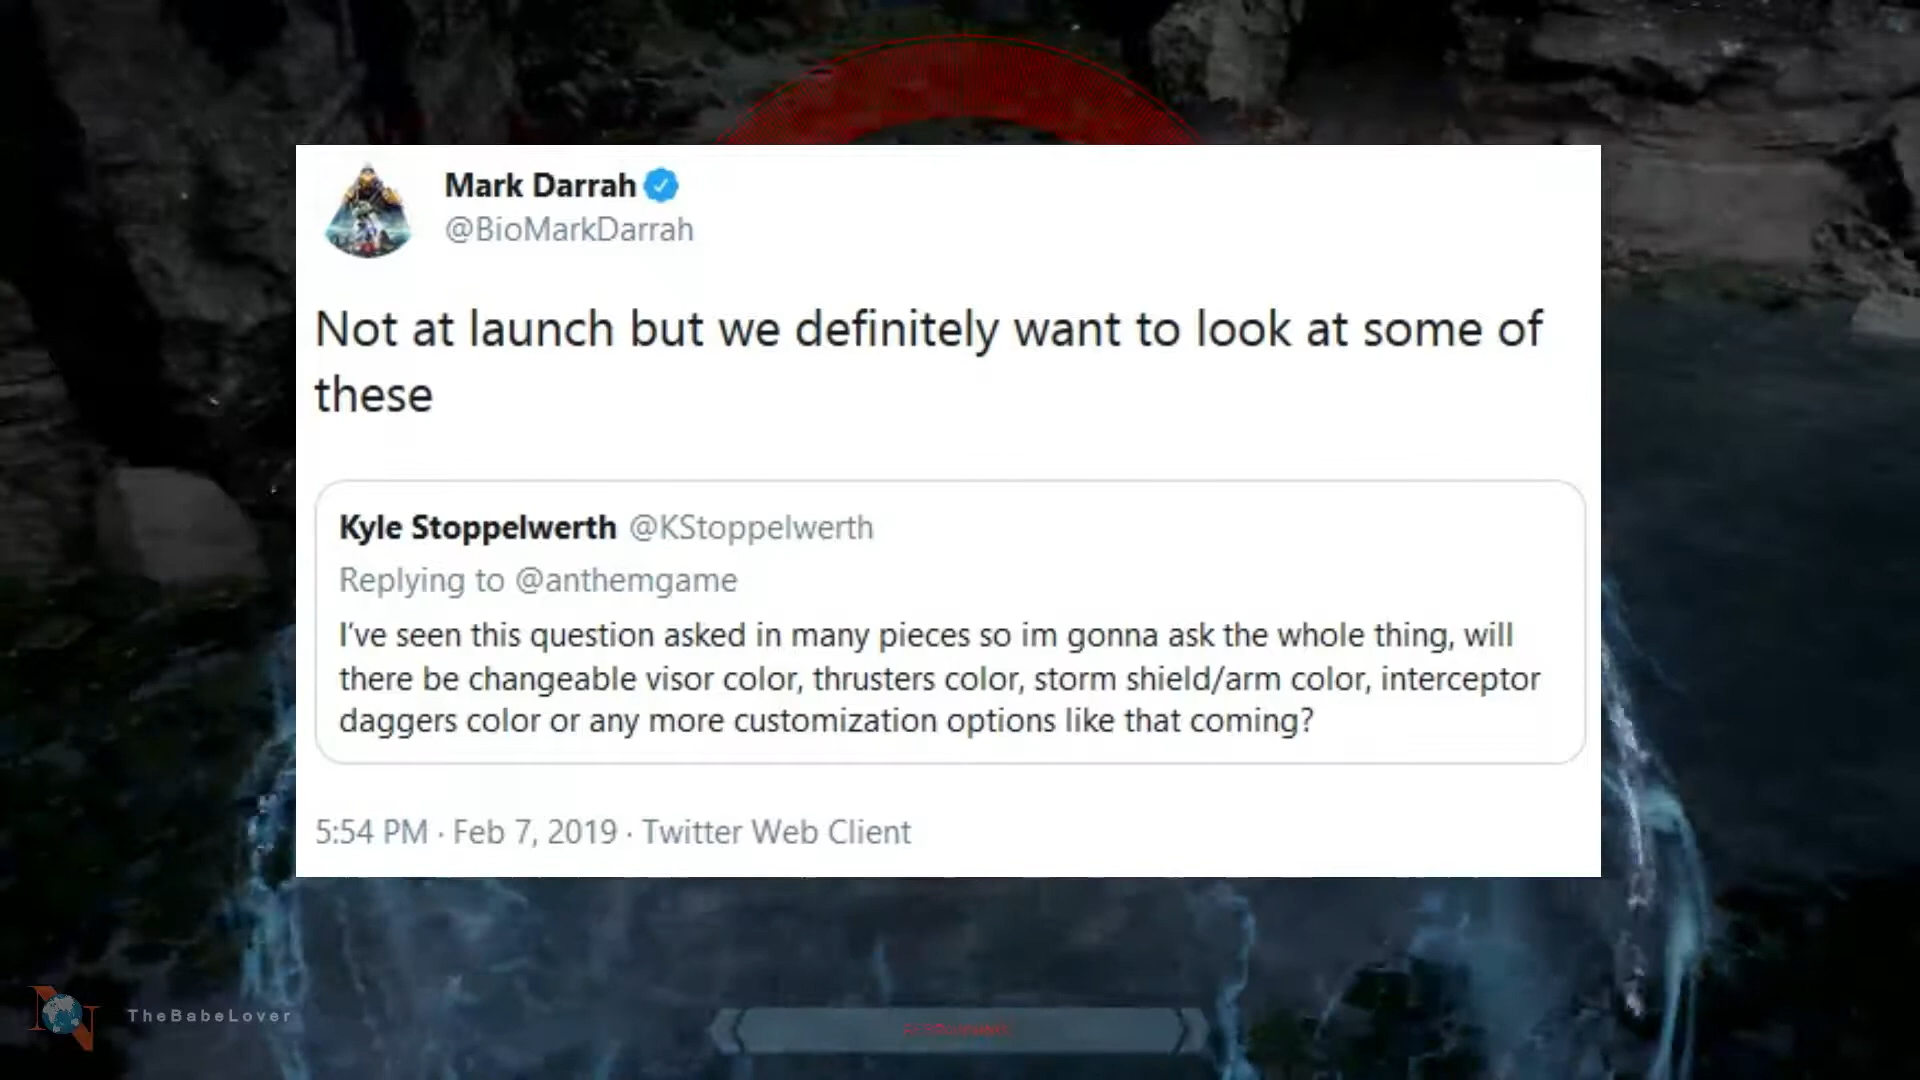 Mark Darrah
@BioMarkDarrah
Not at launch but we definitely want to look at some of
these
Kyle Stoppelwerth @KStoppelwerth
Replying to @anthemgame
I've seen this question asked in many pieces so im gonna ask the whole thing, will
there be changeable visor color, thrusters color, storm shield/arm color, interceptor
daggers color or any more customization options like that coming?
5:54 PM · Feb 7, 2019 · Twitter Web Client
TheBabeLover